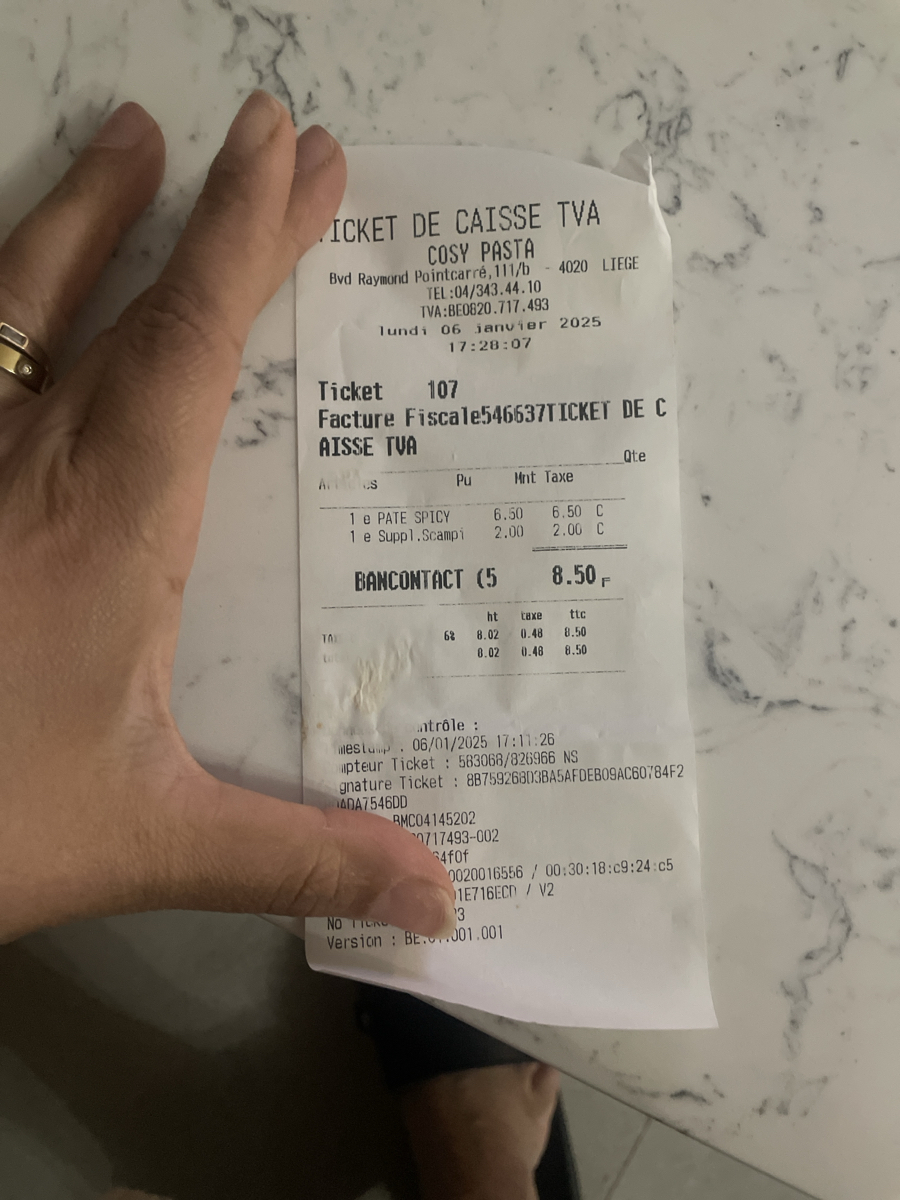 TICKET DE CAISSE TVA
COSY PASTA
Bvd Raymond Pointcarré,111/b - 4020 LIEGE
TEL:04/343.44.10
TVA:BE0820.717.493
lundi 06 janvier 2025
17:28:07
Ticket 107
Facture Fiscale546637TICKET DE C
AISSE TVA
Qte
Pu Mnt Taxe
1 e PATE SPICY 6.50 6.50 C
1 e Suppl.Scampi 2.00 2.00 C
BANCONTACT (5 8.50
ht taxe ttc
6% 8.02 0.48 8.50
8.02 0.48 8.50
ntrôle :
06/01/2025 17:11:26
mpteur Ticket : 583068/826966 NS
gnature Ticket : 8B759268D3BA5AFDEB09AC60784F2
ADA7546DD
BMC04145202
0717493-002
64f0f
0020016556 / 00:30:18:c9:24:c5
1E716ECD / V2
No
Version : BE. .001.001